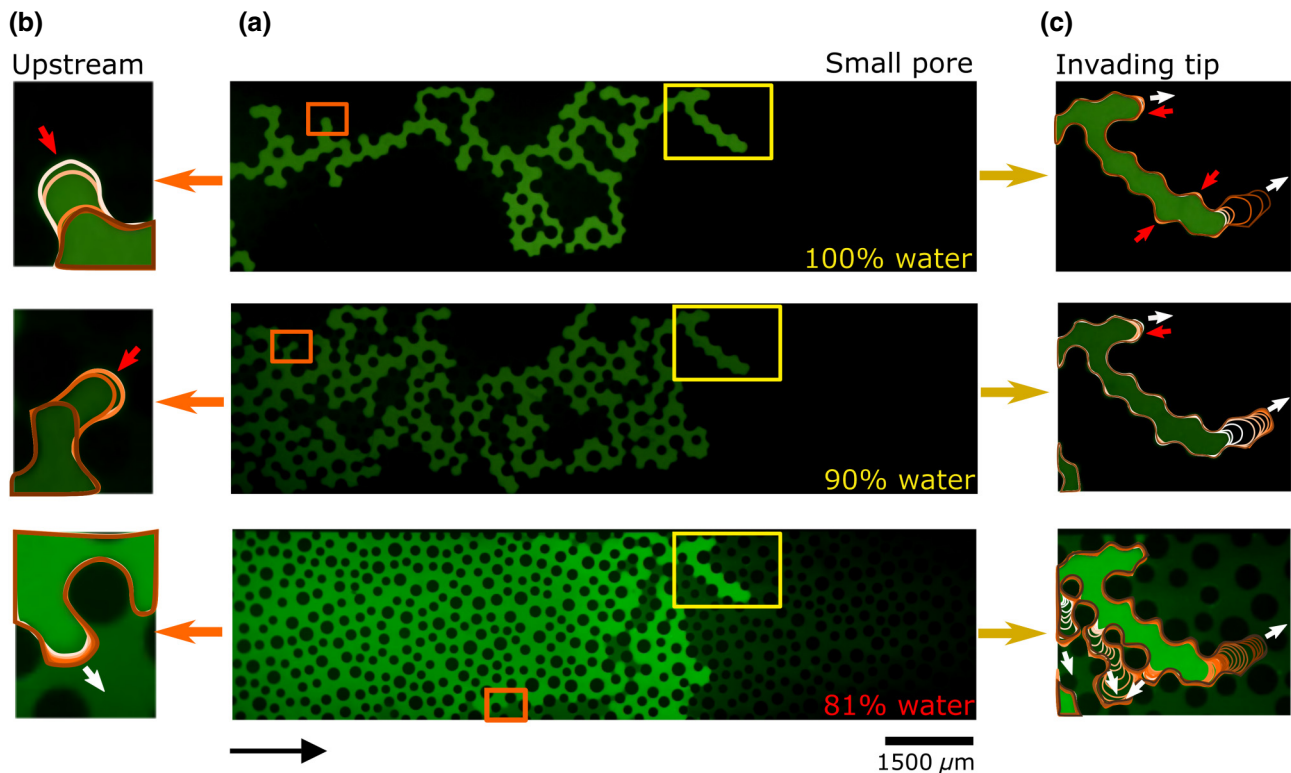 (b)
(a)
(c)
Upstream
Small pore
Invading tip
100% water
90% water
81% water
1500 µm